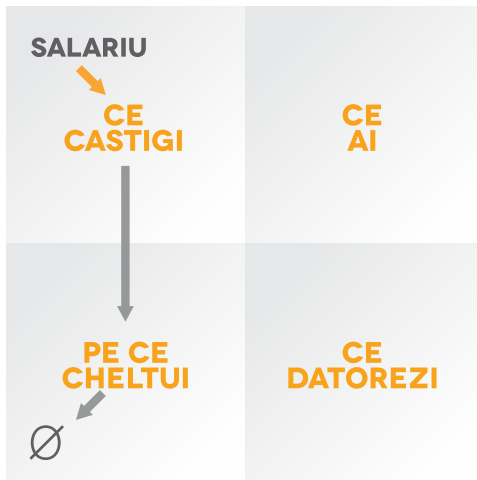 SALARIU
CE
CASTIGI
CE
AI
PE CE
CHELTUI
CE
DATOREZI
Ø